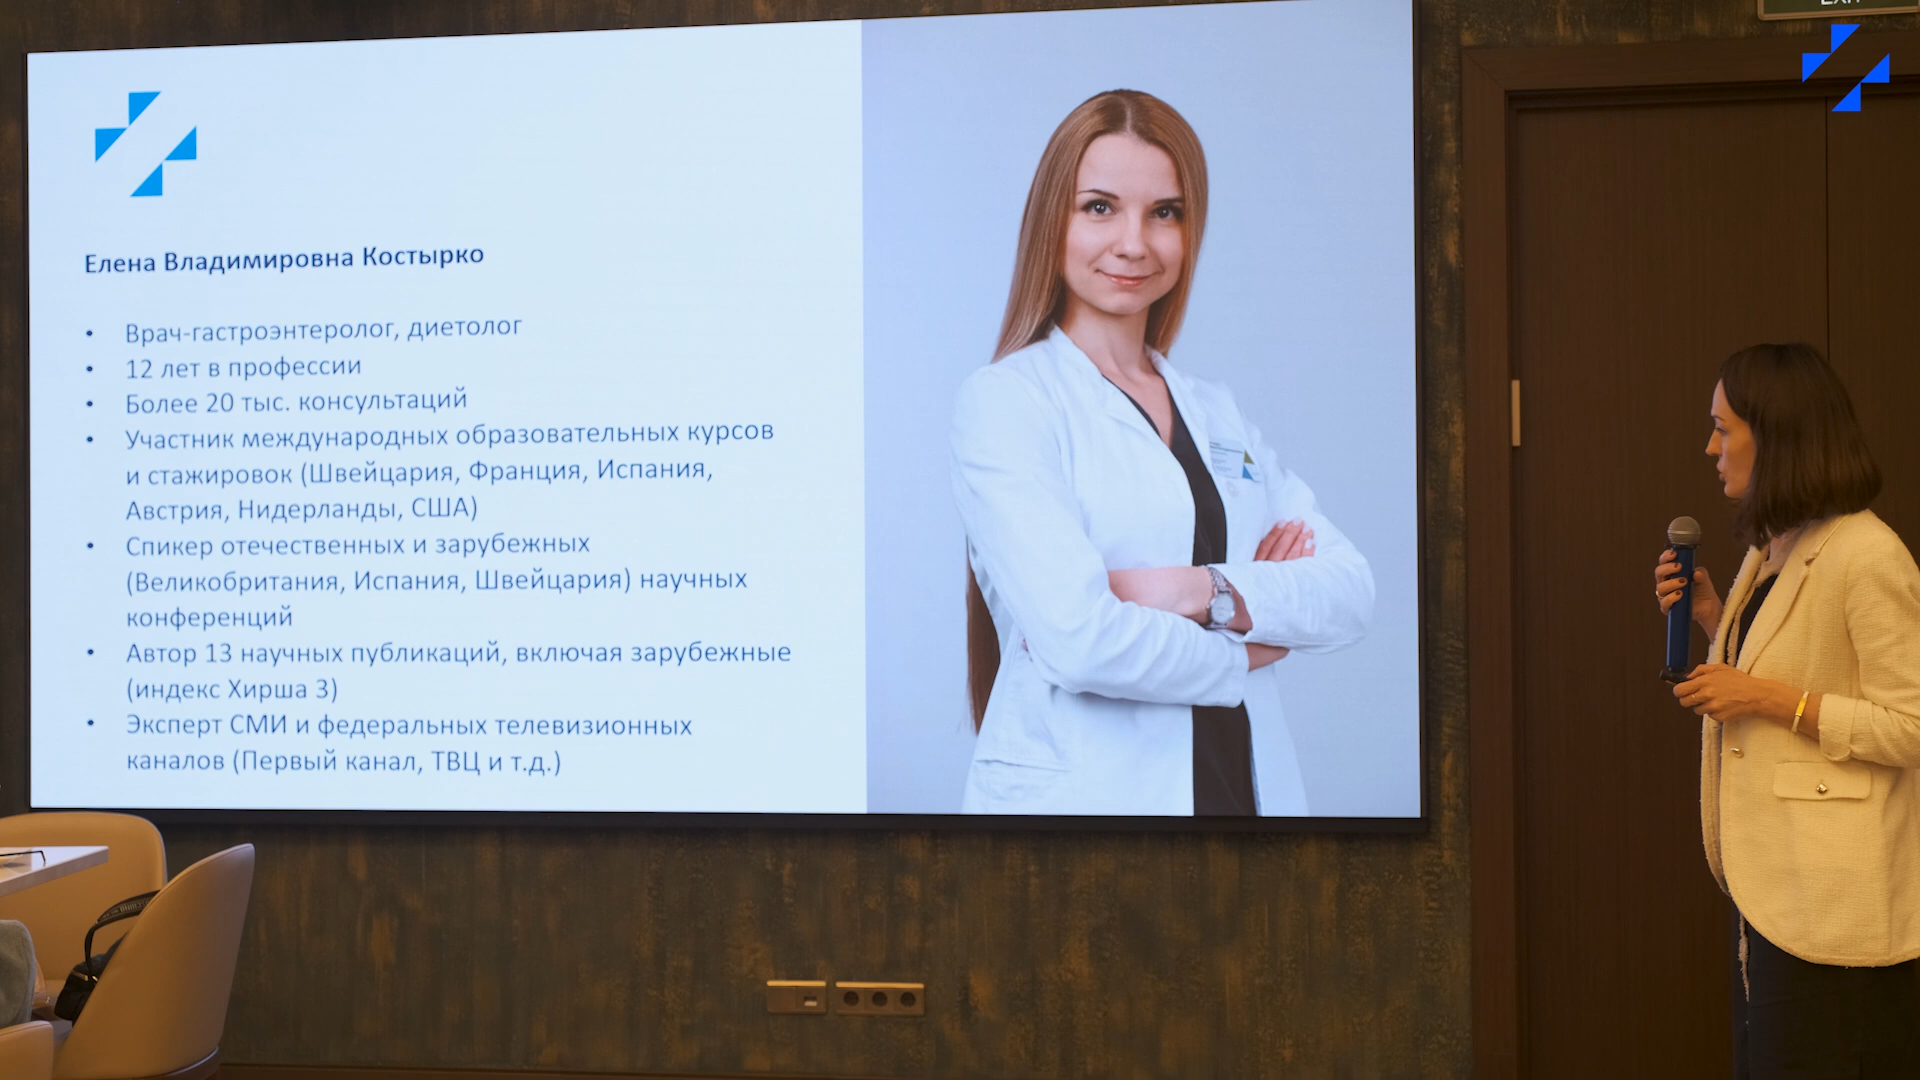 EXIT
Елена Владимировна Костырко
• Врач-гастроэнтеролог, диетолог
• 12 лет в профессии
• Более 20 тыс. консультаций
• Участник международных образовательных курсов
и стажировок (Швейцария, Франция, Испания,
Австрия, Нидерланды, США)
• Спикер отечественных и зарубежных
(Великобритания, Испания, Швейцария) научных
конференций
• Автор 13 научных публикаций, включая зарубежные
(индекс Хирша 3)
• Эксперт СМИ и федеральных телевизионных
каналов (Первый канал, ТВЦ и т.д.)